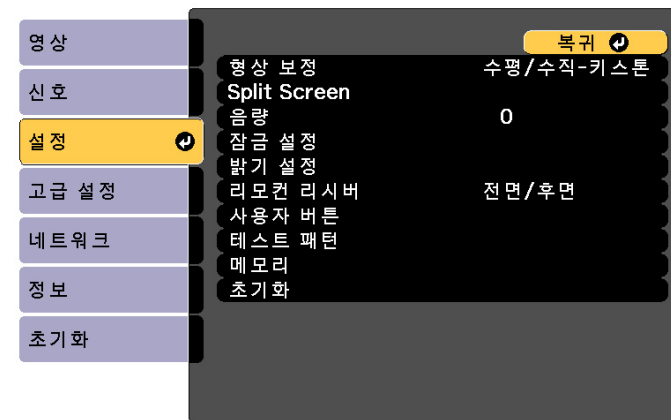 영상
신호
설정
고급 설정
네트워크
정보
초기화
복귀
형상 보정 수평/수직-키스톤
Split Screen
음량 0
잠금 설정
밝기 설정
리모컨 리시버 전면/후면
사용자 버튼
테스트 패턴
메모리
초기화